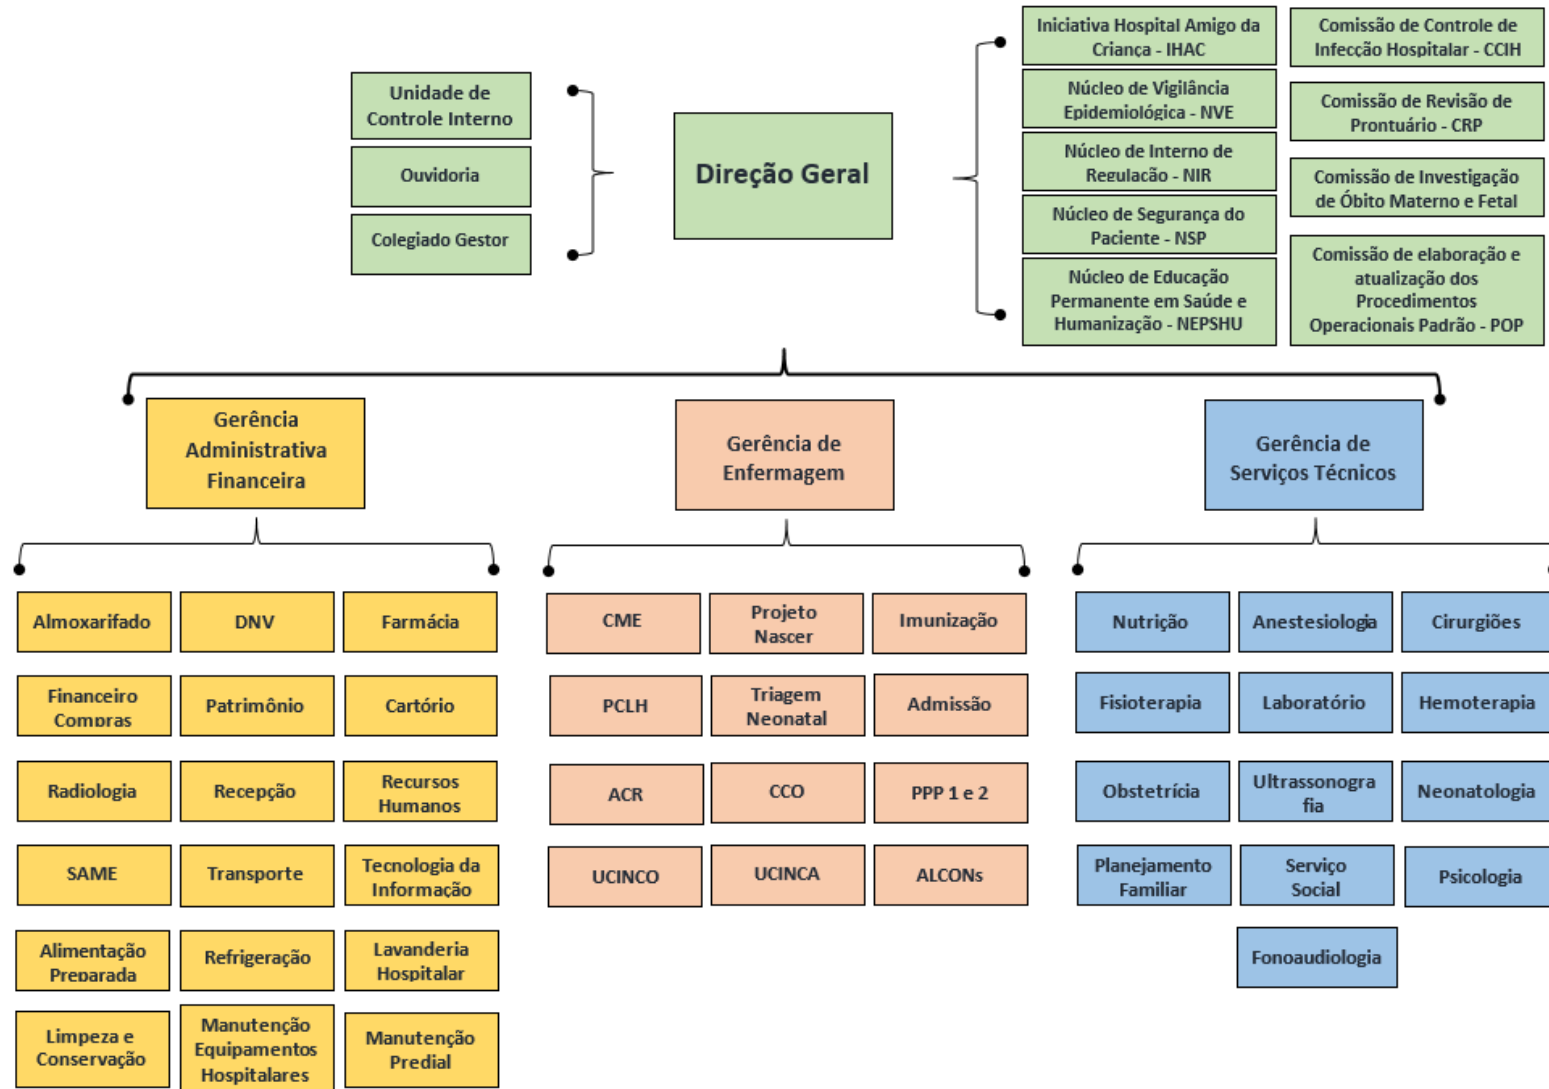 Unidade de
Controle Interno
Ouvidoria
Colegiado Gestor
Direção Geral
Iniciativa Hospital Amigo da
Criança - IHAC
Núcleo de Vigilância
Epidemiológica - NVE
Núcleo de Interno de
Regulação - NIR
Núcleo de Segurança do
Paciente - NSP
Núcleo de Educação
Permanente em Saúde e
Humanização - NEPSHU
Comissão de Controle de
Infecção Hospitalar - CCIH
Comissão de Revisão de
Prontuário - CRP
Comissão de Investigação
de Óbito Materno e Fetal
Comissão de elaboração e
atualização dos
Procedimentos
Operacionais Padrão - POP
Gerência
Administrativa
Financeira
Gerência de
Enfermagem
Gerência de
Serviços Técnicos
Almoxarifado
DNV
Farmácia
Financeiro
Compras
Patrimônio
Cartório
Radiologia
Recepção
Recursos
Humanos
SAME
Transporte
Tecnologia da
Informação
Alimentação
Preparada
Refrigeração
Lavanderia
Hospitalar
Limpeza e
Conservação
Manutenção
Equipamentos
Hospitalares
Manutenção
Predial
CME
Projeto
Nascer
Imunização
PCLH
Triagem
Neonatal
Admissão
ACR
CCO
PPP 1 e 2
UCINCO
UCINCA
ALCONs
Nutrição
Anestesiologia
Cirurgiões
Fisioterapia
Laboratório
Hemoterapia
Obstetrícia
Ultrassonogra
fia
Neonatologia
Planejamento
Familiar
Serviço
Social
Psicologia
Fonoaudiologia